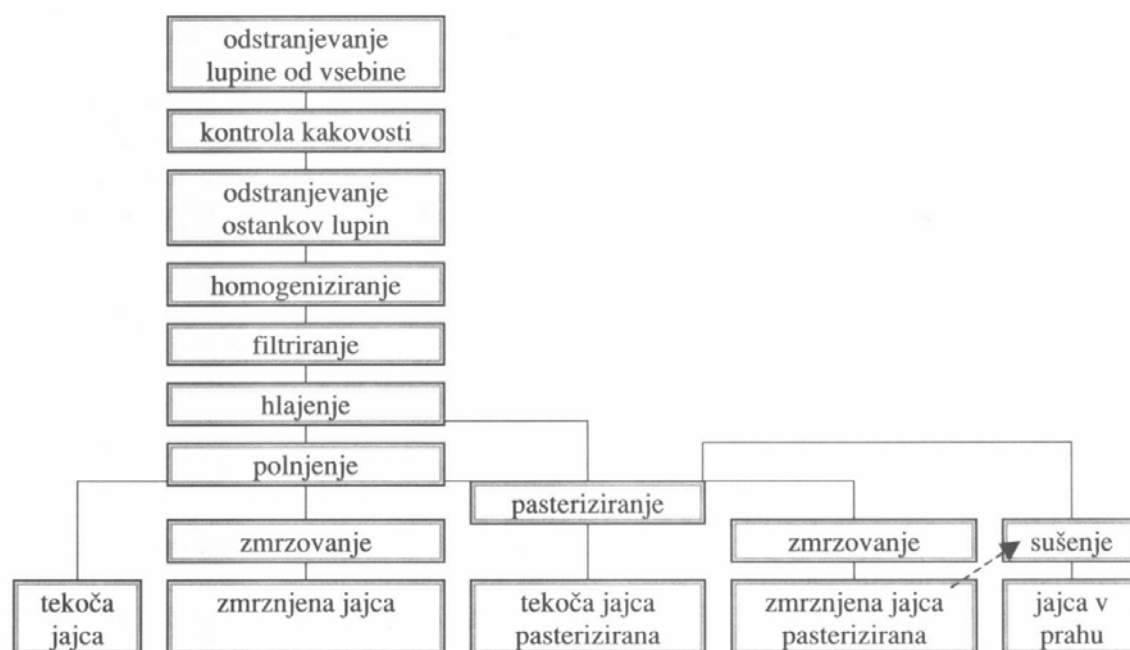 odstranjevanje
lupine od vsebine
kontrola kakovosti
odstranjevanje
ostankov lupin
homogeniziranje
filtriranje
hlajenje
polnjenje
pasteriziranje
zmrzovanje
zmrzovanje
sušenje
tekoča
jajca
zmrznjena jajca
tekoča jajca
pasterizirana
zmrznjena jajca
pasterizirana
jajca v
prahu